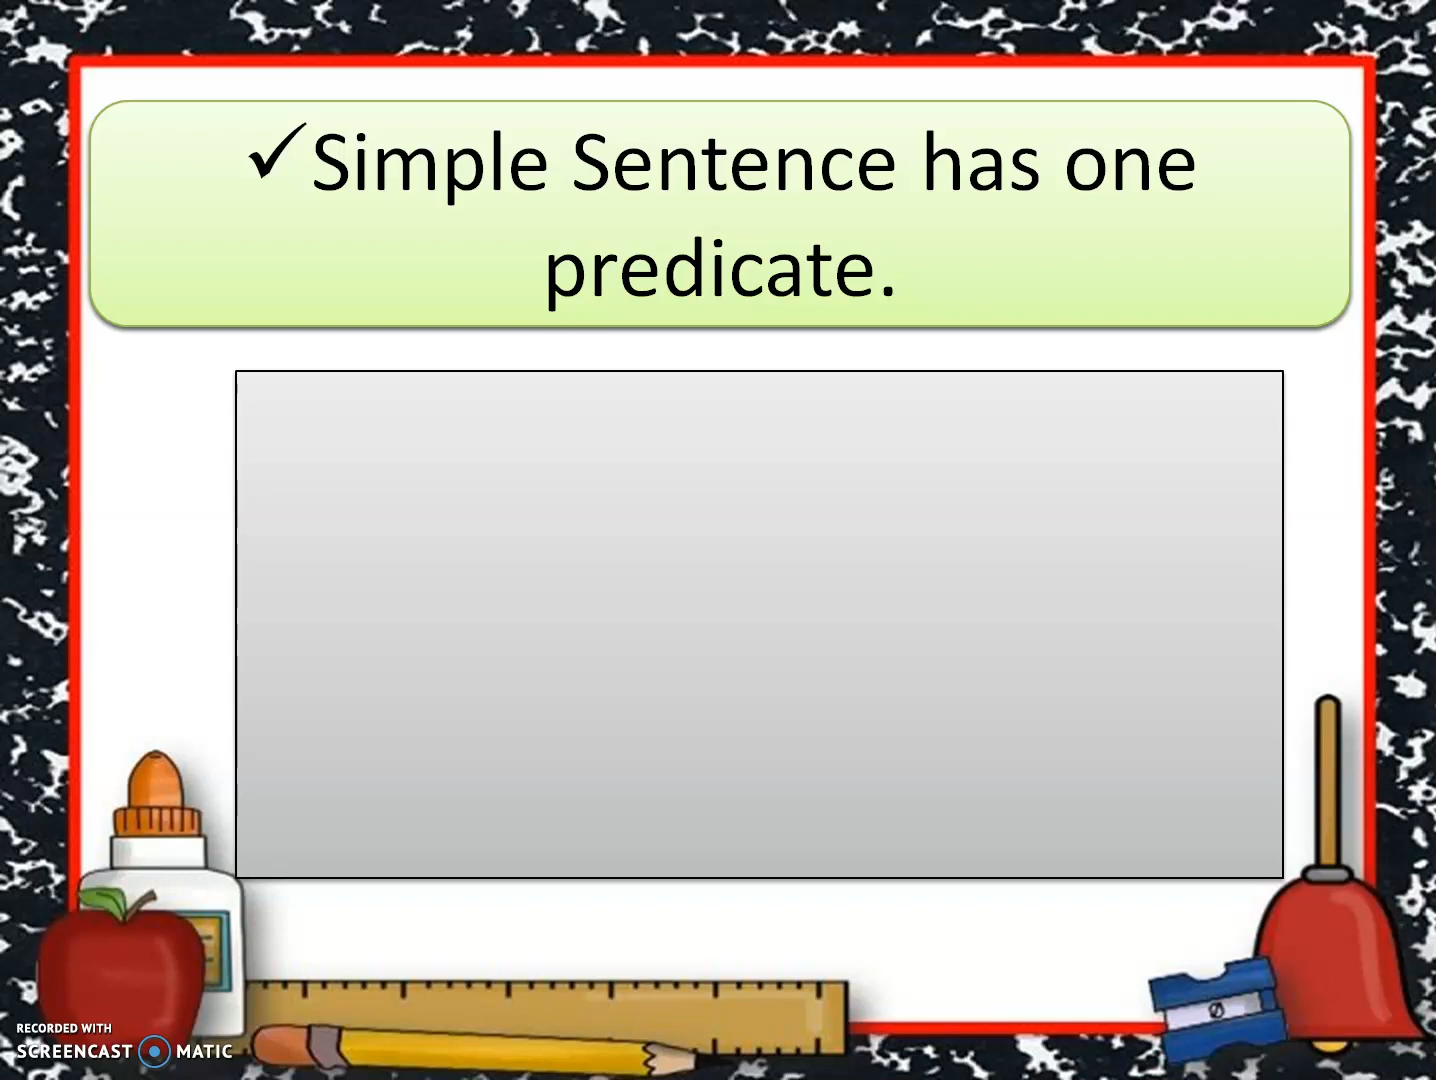 ✓Simple Sentence has one
predicate.
RECORDED WITH
SCREENCAST MATIC